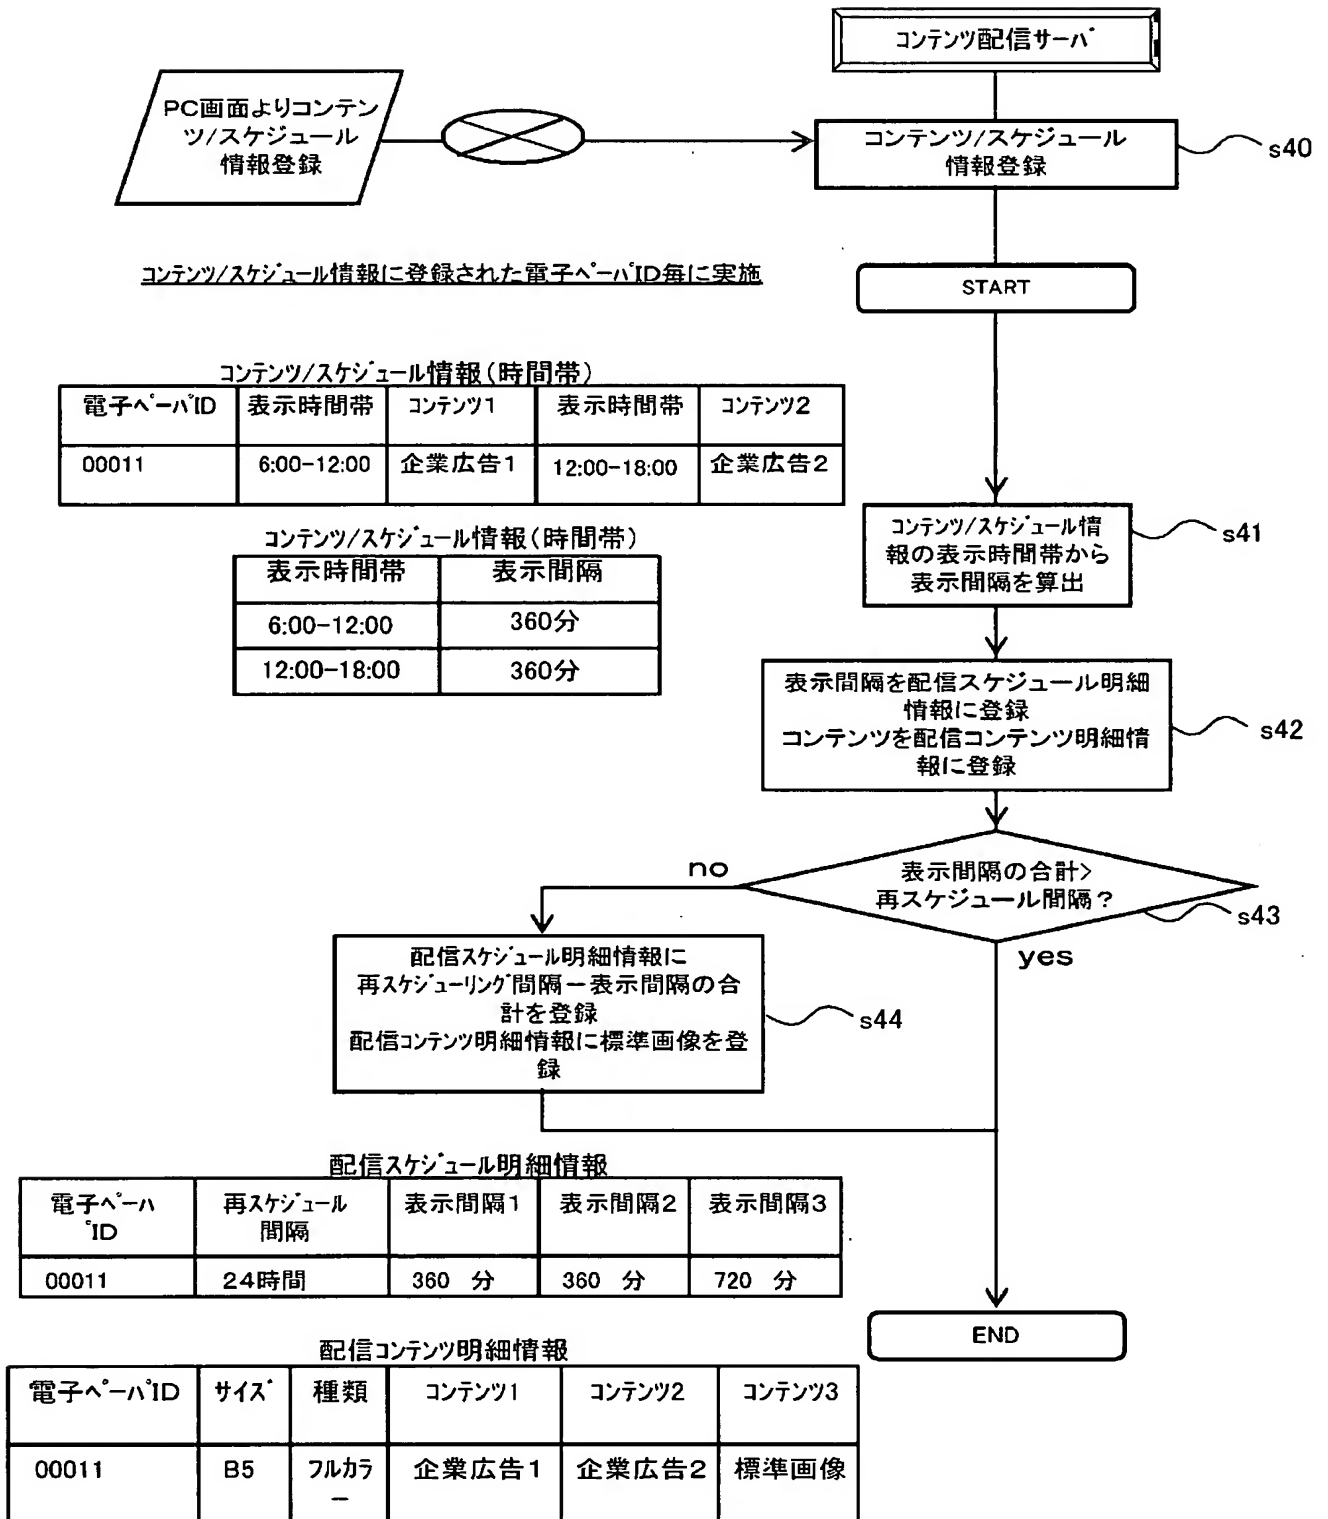 コンテンツ配信サーバ
PC画面よりコンテン
ツ/スケジュール
情報登録
コンテンツ/スケジュール
情報登録
s40
コンテンツ/スケジュール情報に登録された電子ペーパID毎に実施
START
コンテンツ/スケジュール情報(時間帯)
電子ペーパID 表示時間帯 コンテンツ1 表示時間帯 コンテンツ2
00011 6:00-12:00 企業広告1 12:00-18:00 企業広告2
コンテンツ/スケジュール情報(時間帯)
表示時間帯 表示間隔
6:00-12:00 360分
12:00-18:00 360分
コンテンツ/スケジュール情
報の表示時間帯から
表示間隔を算出
s41
表示間隔を配信スケジュール明細
情報に登録
コンテンツを配信コンテンツ明細情
報に登録
s42
表示間隔の合計>
再スケジュール間隔?
s43
no
yes
配信スケジュール明細情報に
再スケジューリング間隔-表示間隔の合
計を登録
配信コンテンツ明細情報に標準画像を登
録
s44
配信スケジュール明細情報
電子ペーパID 再スケジュール間隔 表示間隔1 表示間隔2 表示間隔3
00011 24時間 360 分 360 分 720 分
END
配信コンテンツ明細情報
電子ペーパID サイズ 種類 コンテンツ1 コンテンツ2 コンテンツ3
00011 B5 フルカラー 企業広告1 企業広告2 標準画像